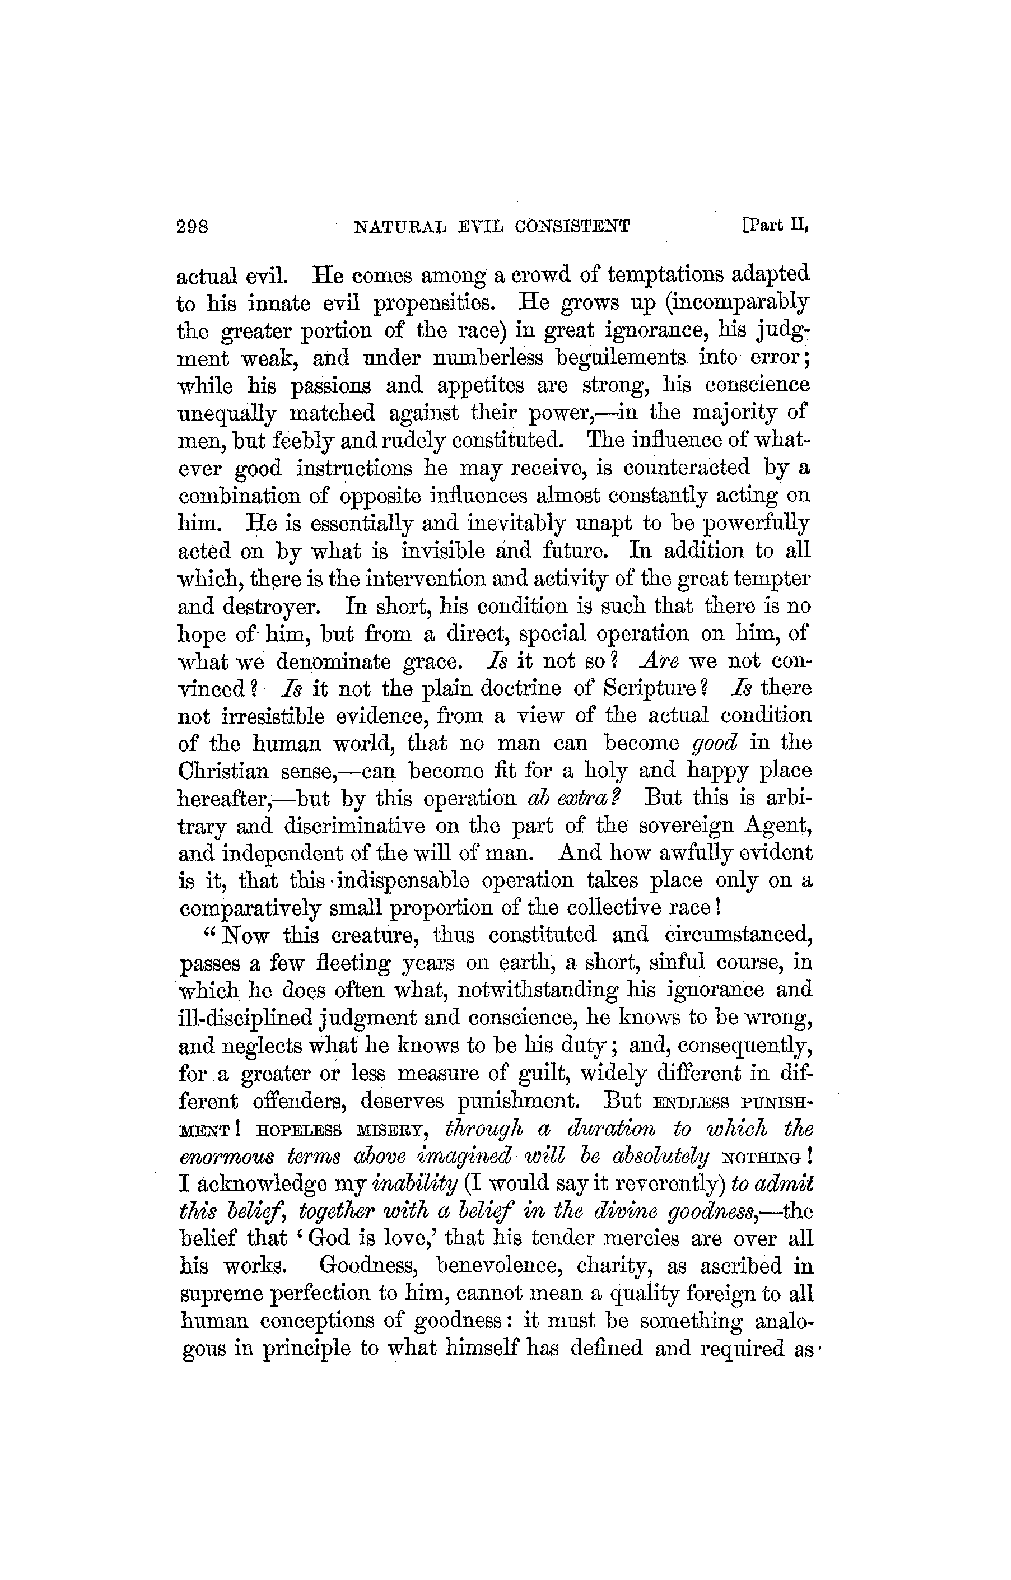 298 NATURAL EVIL CONSISTENT [Part II,
actual evil. He comes among a crowd of temptations adapted
to his innate evil propensities. He grows up (incomparably
the greater portion of the race) in great ignorance, his judg-
ment weak, and under numberless beguilements into error;
while his passions and appetites are strong, his conscience
unequally matched against their power,—in the majority of
men, but feebly and rudely constituted. The influence of what-
ever good instructions he may receive, is counteracted by a
combination of opposite influences almost constantly acting on
him. He is essentially and inevitably unapt to be powerfully
acted on by what is invisible and future. In addition to all
which, there is the intervention and activity of the great tempter
and destroyer. In short, his condition is such that there is no
hope of him, but from a direct, special operation on him, of
what we denominate grace. Is it not so? Are we not con-
vinced? Is it not the plain doctrine of Scripture? Is there
not irresistible evidence, from a view of the actual condition
of the human world, that no man can become good in the
Christian sense,—can become fit for a holy and happy place
hereafter,—but by this operation ab extra? But this is arbi-
trary and discriminative on the part of the sovereign Agent,
and independent of the will of man. And how awfully evident
is it, that this indispensable operation takes place only on a
comparatively small proportion of the collective race!
"Now this creature, thus constituted and circumstanced,
passes a few fleeting years on earth, a short, sinful course, in
which he does often what, notwithstanding his ignorance and
ill-disciplined judgment and conscience, he knows to be wrong,
and neglects what he knows to be his duty; and, consequently,
for a greater or less measure of guilt, widely different in dif-
ferent offenders, deserves punishment. But ENDLESS PUNISH-
MENT! HOPELESS MISERY, through a duration to which the
enormous terms above imagined will be absolutely NOTHING!
I acknowledge my inability (I would say it reverently) to admit
this belief, together with a belief in the divine goodness,—the
belief that 'God is love,' that his tender mercies are over all
his works. Goodness, benevolence, charity, as ascribed in
supreme perfection to him, cannot mean a quality foreign to all
human conceptions of goodness: it must be something analo-
gous in principle to what himself has defined and required as